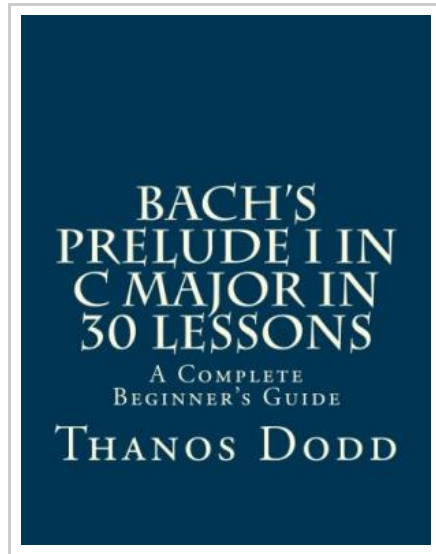 BACH'S
PRELUDE I IN
C MAJOR IN
30 LESSONS
A COMPLETE
BEGINNER'S GUIDE
THANOS DODD